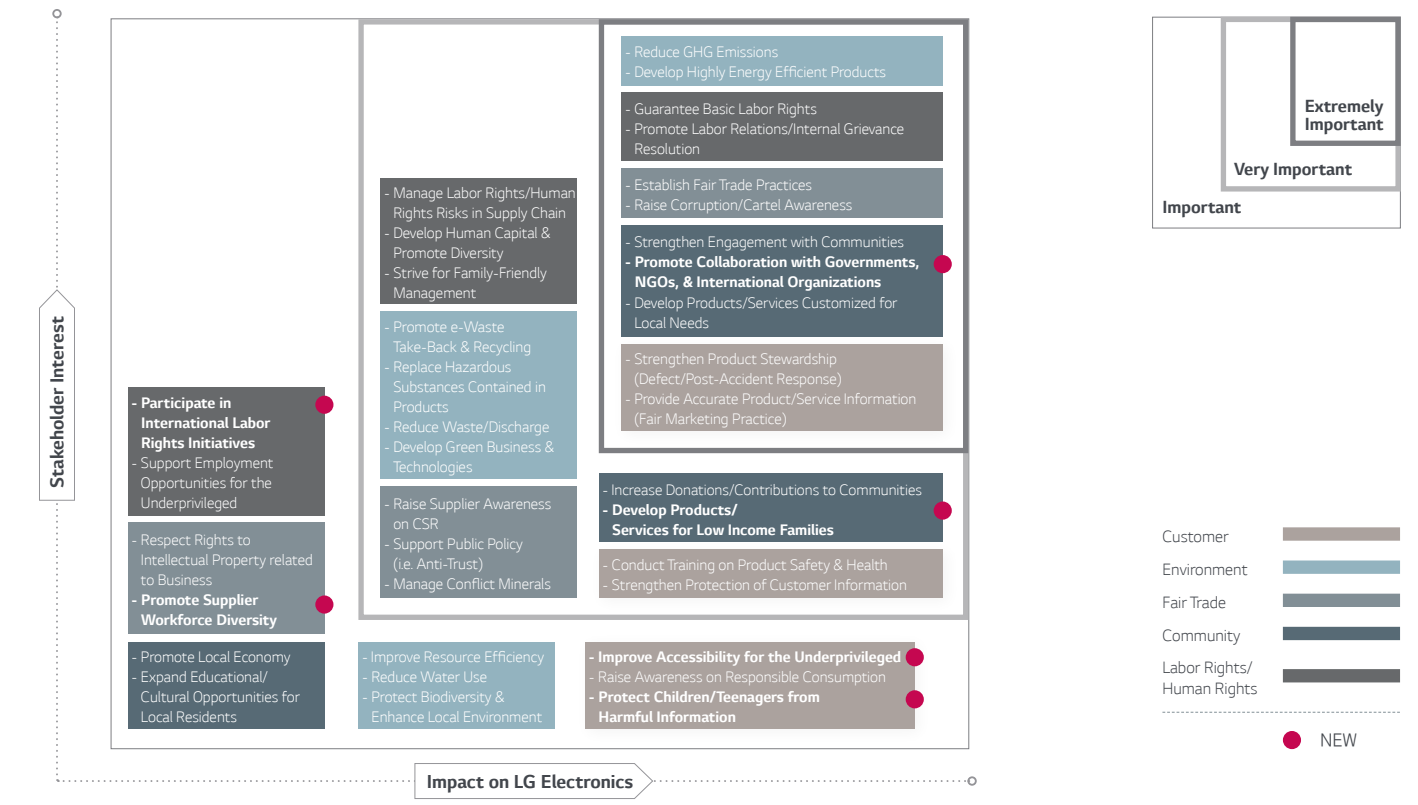 Stakeholder Interest
- Reduce GHG Emissions
- Develop Highly Energy Efficient Products
- Guarantee Basic Labor Rights
- Promote Labor Relations/Internal Grievance
Resolution
- Establish Fair Trade Practices
- Raise Corruption/Cartel Awareness
- Strengthen Engagement with Communities
- Promote Collaboration with Governments,
NGOs, & International Organizations
- Develop Products/Services Customized for
Local Needs
- Strengthen Product Stewardship
(Defect/Post-Accident Response)
- Provide Accurate Product/Service Information
(Fair Marketing Practice)
- Manage Labor Rights/Human
Rights Risks in Supply Chain
- Develop Human Capital &
Promote Diversity
- Strive for Family-Friendly
Management
- Promote e-Waste
Take-Back & Recycling
- Replace Hazardous
Substances Contained in
Products
- Reduce Waste/Discharge
- Develop Green Business &
Technologies
- Raise Supplier Awareness
on CSR
- Support Public Policy
(i.e. Anti-Trust)
- Manage Conflict Minerals
- Increase Donations/Contributions to Communities
- Develop Products/
Services for Low Income Families
- Conduct Training on Product Safety & Health
- Strengthen Protection of Customer Information
- Participate in
International Labor
Rights Initiatives
- Support Employment
Opportunities for the
Underprivileged
- Respect Rights to
Intellectual Property related
to Business
- Promote Supplier
Workforce Diversity
- Promote Local Economy
- Expand Educational/
Cultural Opportunities for
Local Residents
- Improve Resource Efficiency
- Reduce Water Use
- Protect Biodiversity &
Enhance Local Environment
- Improve Accessibility for the Underprivileged
- Raise Awareness on Responsible Consumption
- Protect Children/Teenagers from
Harmful Information
Impact on LG Electronics
Extremely
Important
Very Important
Important
Customer
Environment
Fair Trade
Community
Labor Rights/
Human Rights
NEW